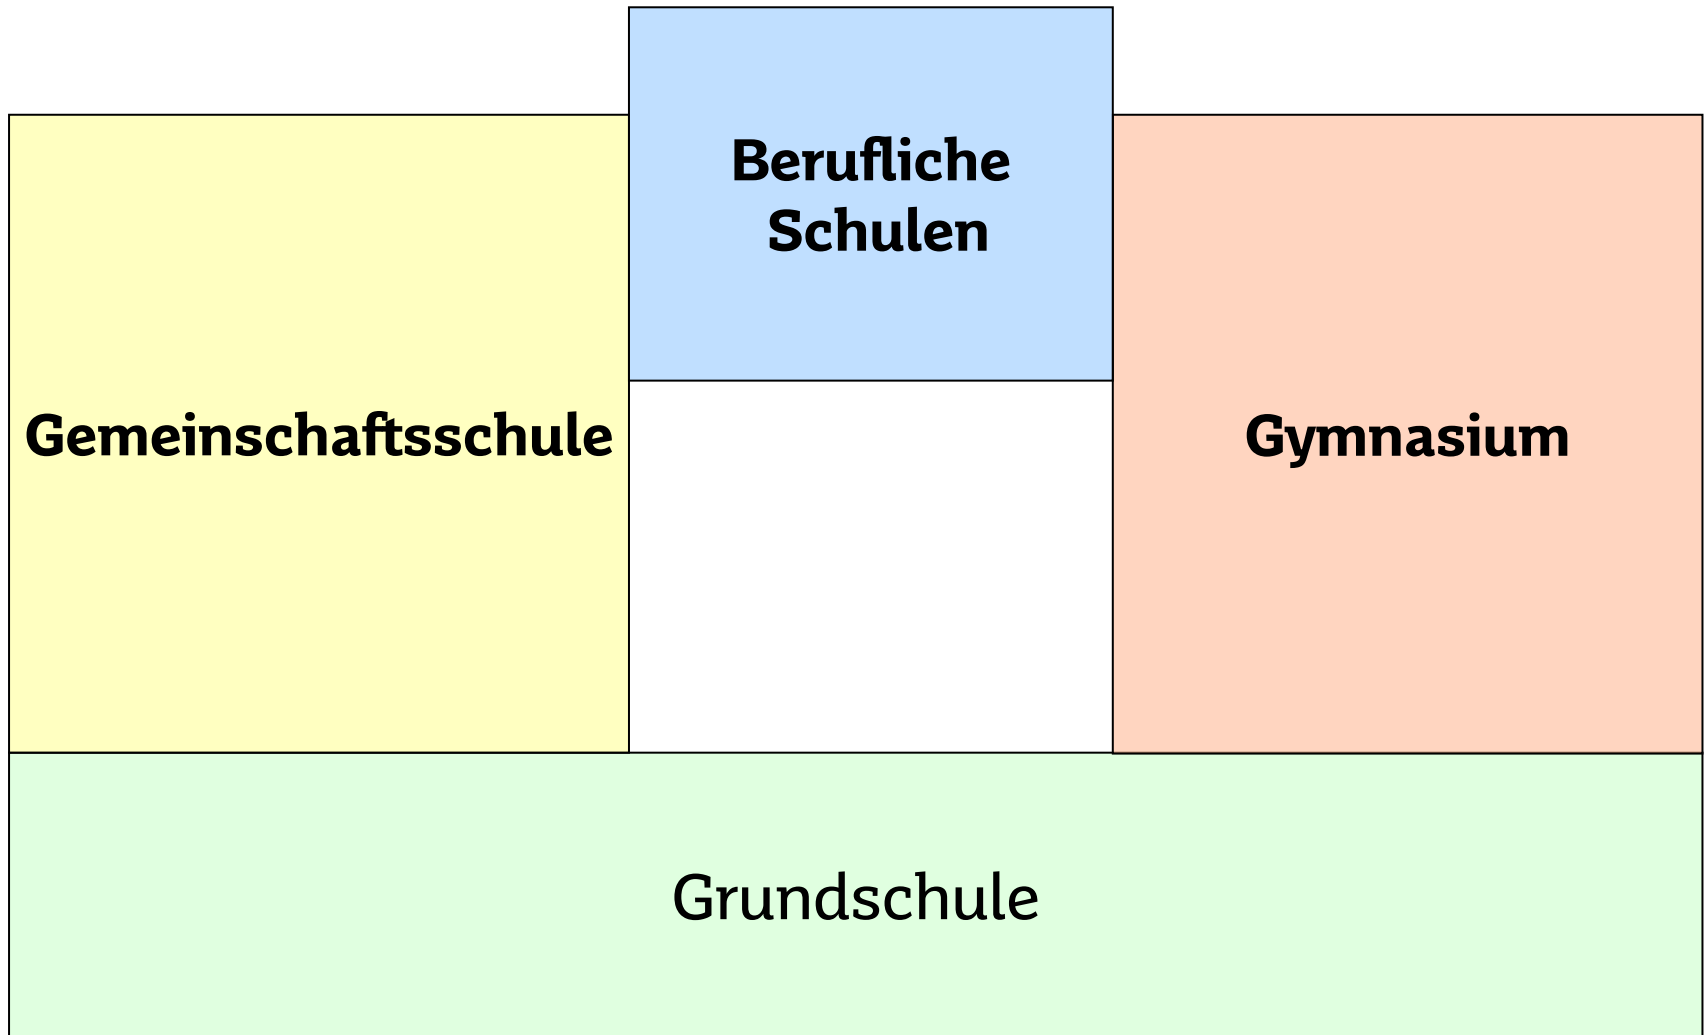 Berufliche
Schulen
Gemeinschaftsschule
Gymnasium
Grundschule